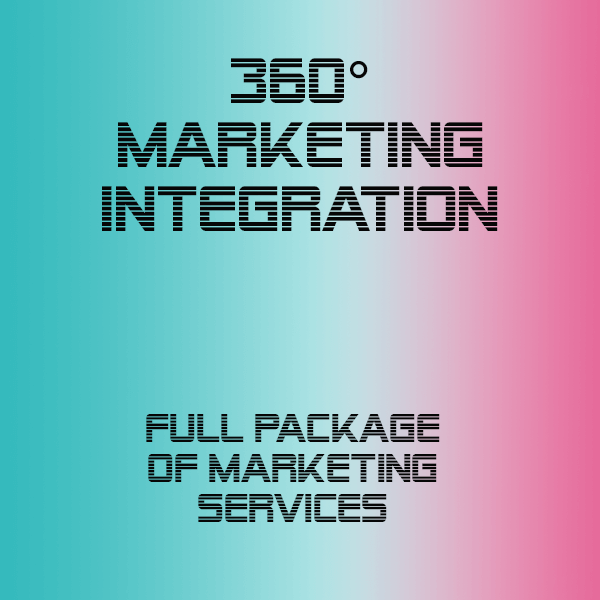 360°
MARKETING
INTEGRATION
FULL PACKAGE
OF MARKETING
SERVICES